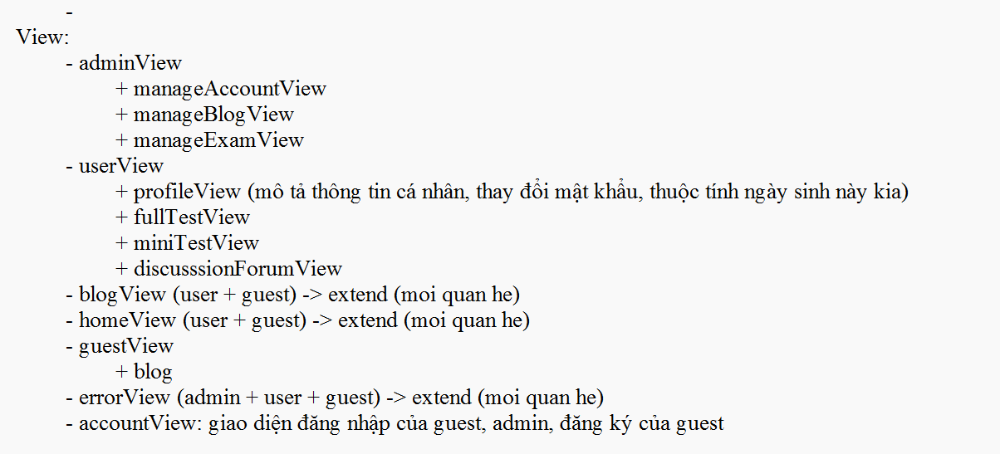 -
View:
- adminView
+ manageAccountView
+ manageBlogView
+ manageExamView
- userView
+ profileView (mô tả thông tin cá nhân, thay đổi mật khẩu, thuộc tính ngày sinh này kia)
+ fullTestView
+ miniTestView
+ discusssionForumView
- blogView (user + guest) -> extend (moi quan he)
- homeView (user + guest) -> extend (moi quan he)
- guestView
+ blog
- errorView (admin + user + guest) -> extend (moi quan he)
- accountView: giao diện đăng nhập của guest, admin, đăng ký của guest